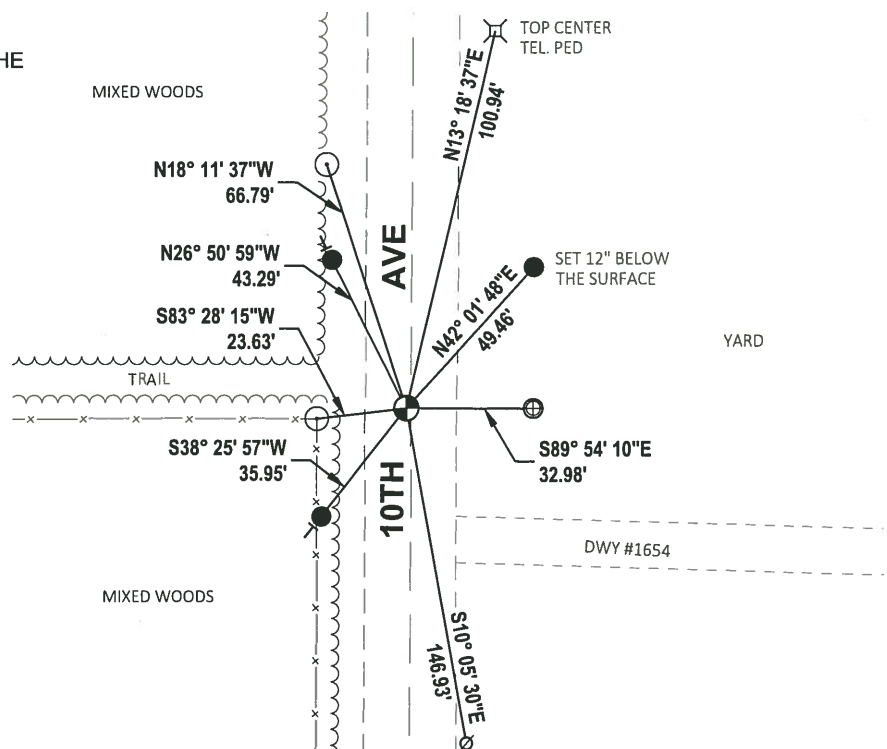 HE
TOP CENTER
TEL. PED
MIXED WOODS
N13° 18' 37"E
100.94'
N18° 11' 37"W
66.79'
AVE
N26° 50' 59"W
43.29'
SET 12" BELOW
THE SURFACE
N42° 01' 48"E
49.46'
S83° 28' 15"W
23.63'
YARD
TRAIL
S38° 25' 57"W
35.95'
S89° 54' 10"E
32.98'
10TH
DWY #1654
MIXED WOODS
S10° 05' 30"E
146.93'